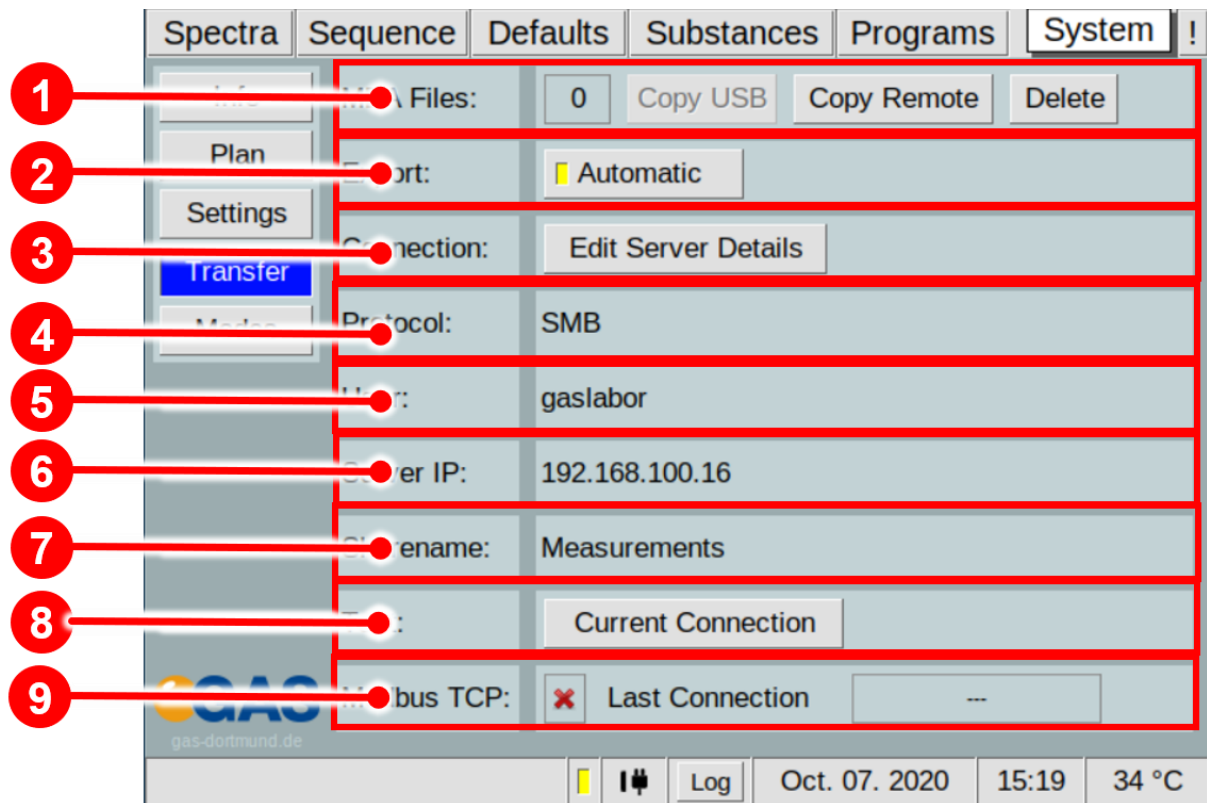 Spectra Sequence Defaults Substances Programs System !
1 Files: 0 Copy USB Copy Remote Delete
Plan
2 Automatic
Settings
3 Edit Server Details
Transfer
4 SMB
5 gaslabor
6 IP: 192.168.100.16
7 Measurements
8 Current Connection
9 TCP: Last Connection ---
GAS
gas-dortmund.de
Log Oct. 07. 2020 15:19 34 °C